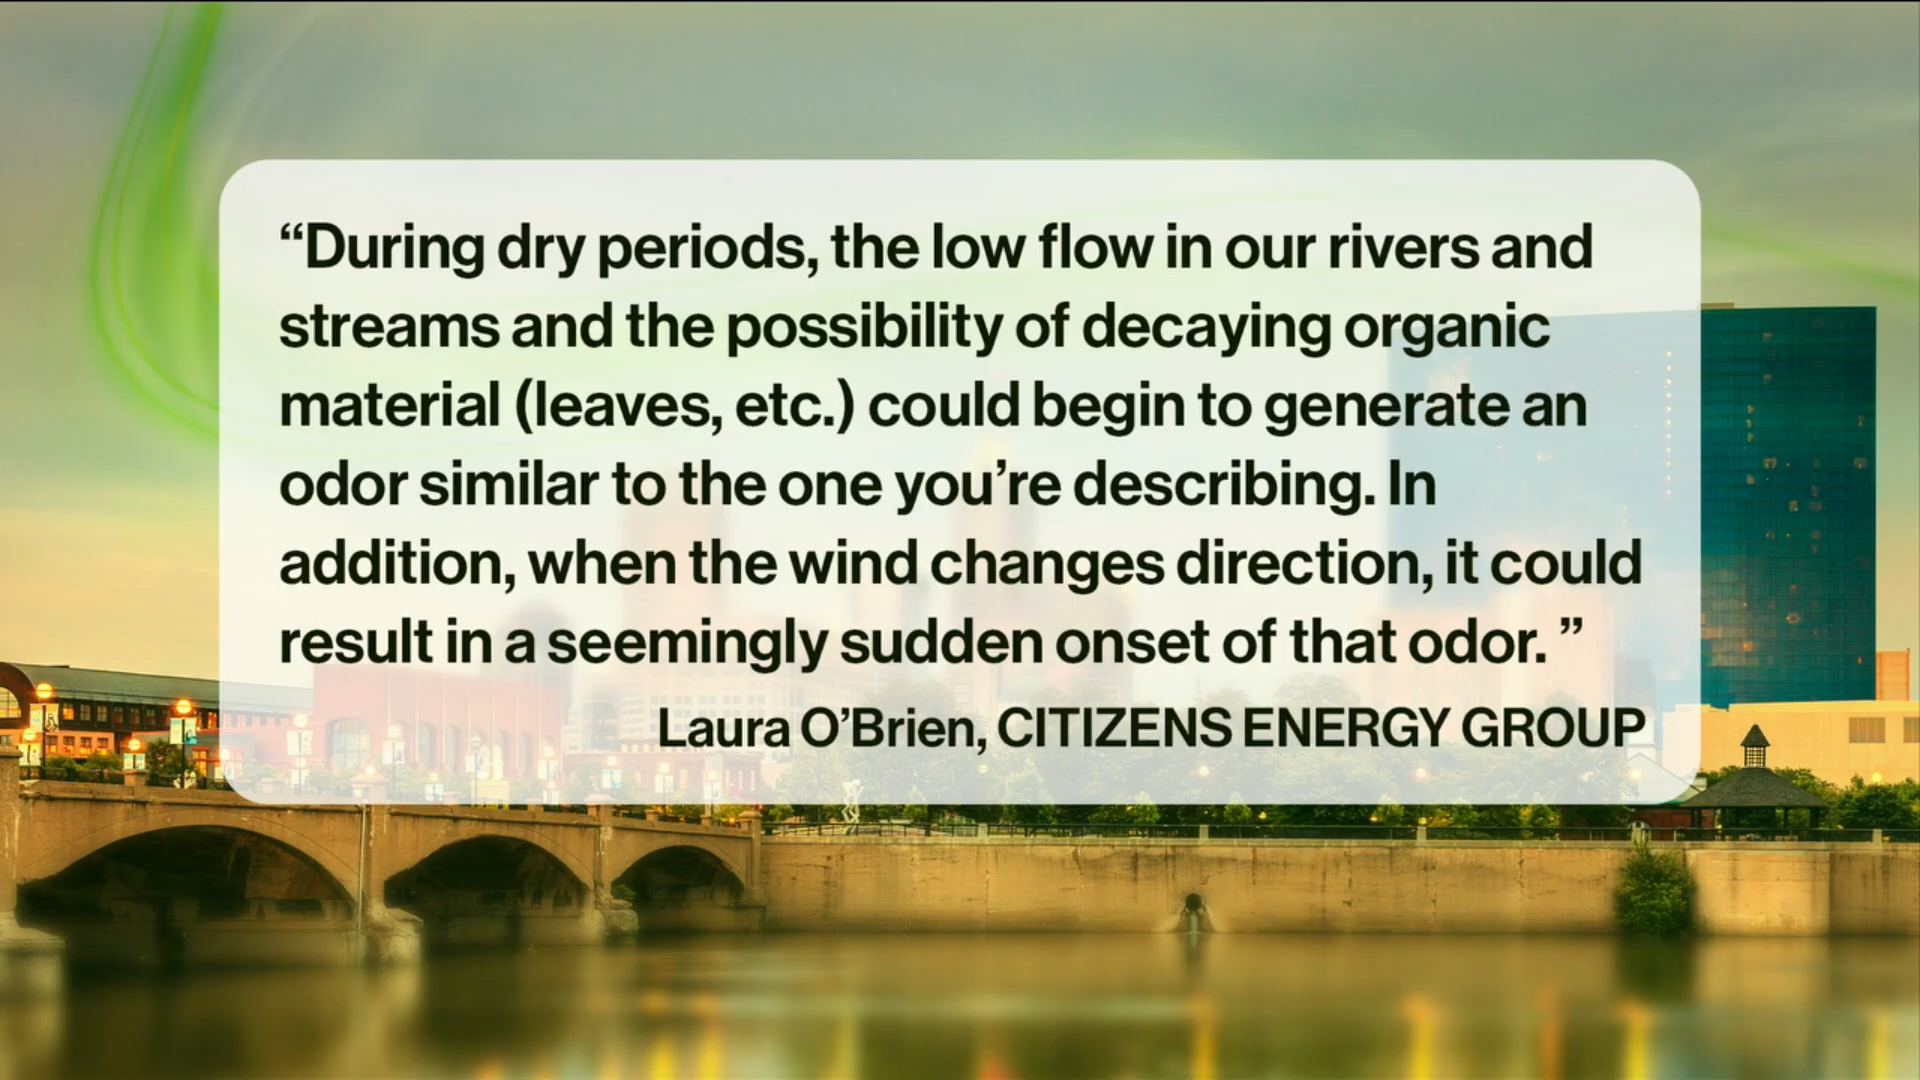 “During dry periods, the low flow in our rivers and
streams and the possibility of decaying organic
material (leaves, etc.) could begin to generate an
odor similar to the one you’re describing. In
addition, when the wind changes direction, it could
result in a seemingly sudden onset of that odor. ”
Laura O’Brien, CITIZENS ENERGY GROUP